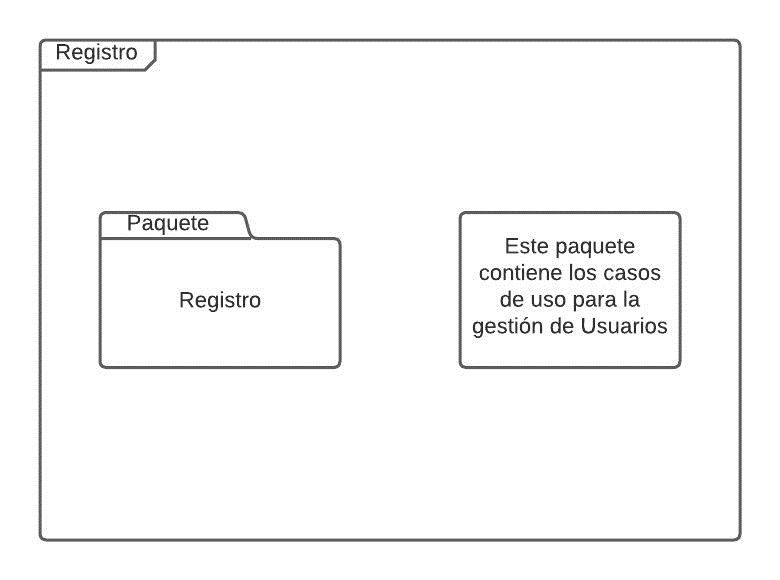 Registro
Paquete
Registro
Este paquete
contiene los casos
de uso para la
gestión de Usuarios